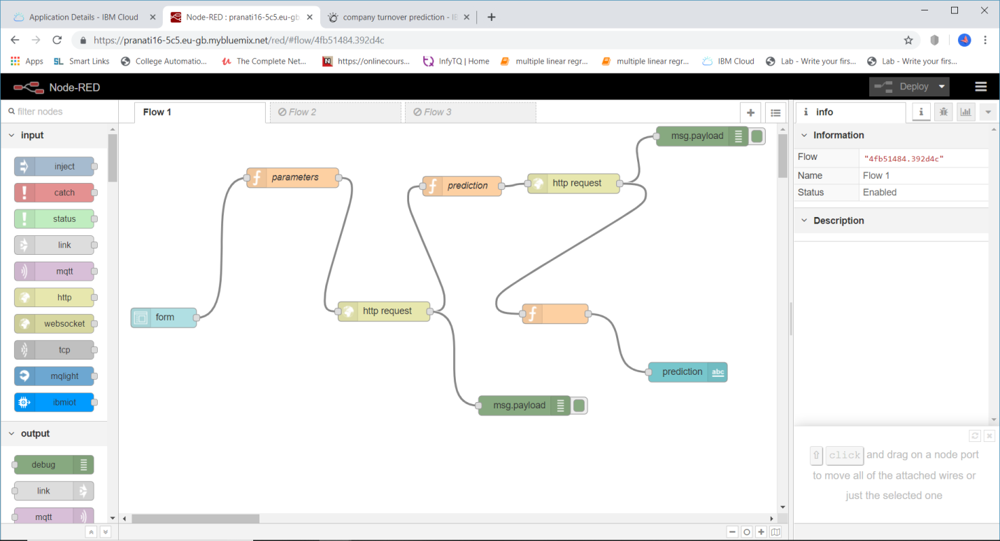 Application Details - IBM Cloud
Node-RED : pranati16-5c5.eu-gb
company turnover prediction - IB
https://pranati16-5c5.eu-gb.mybluemix.net/red/#flow/4fb51484.392d4c
Apps
SL Smart Links
College Automatio...
The Complete Net...
N https://onlinecours...
InfyTQ | Home
multiple linear regr...
multiple linear regr...
IBM Cloud
Lab - Write your firs...
Lab - Write your firs...
Node-RED
Deploy
filter nodes
Flow 1
Flow 2
Flow 3
i info
i
input
inject
catch
status
link
mqtt
http
websocket
tcp
mqlight
ibmiot
output
debug
link
mqtt
msg.payload
f parameters
f prediction
http request
form
http request
f
prediction abc
msg.payload
Information
Flow "4fb51484.392d4c"
Name Flow 1
Status Enabled
Description
⇧ click and drag on a node port
to move all of the attached wires or
just the selected one